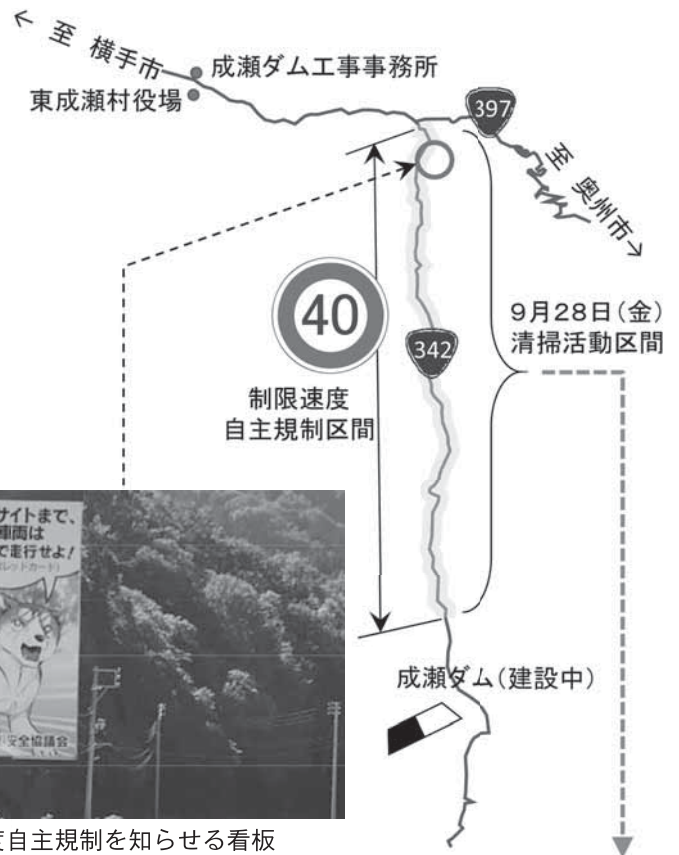 ← 至 横手市
成瀬ダム工事事務所
東成瀬村役場
397
至 奥州市→
40
制限速度
自主規制区間
342
9月28日(金)
清掃活動区間
成瀬ダム(建設中)
サイトまで、
車両は
で走行せよ!
レッドカード)
安全協議会
度自主規制を知らせる看板